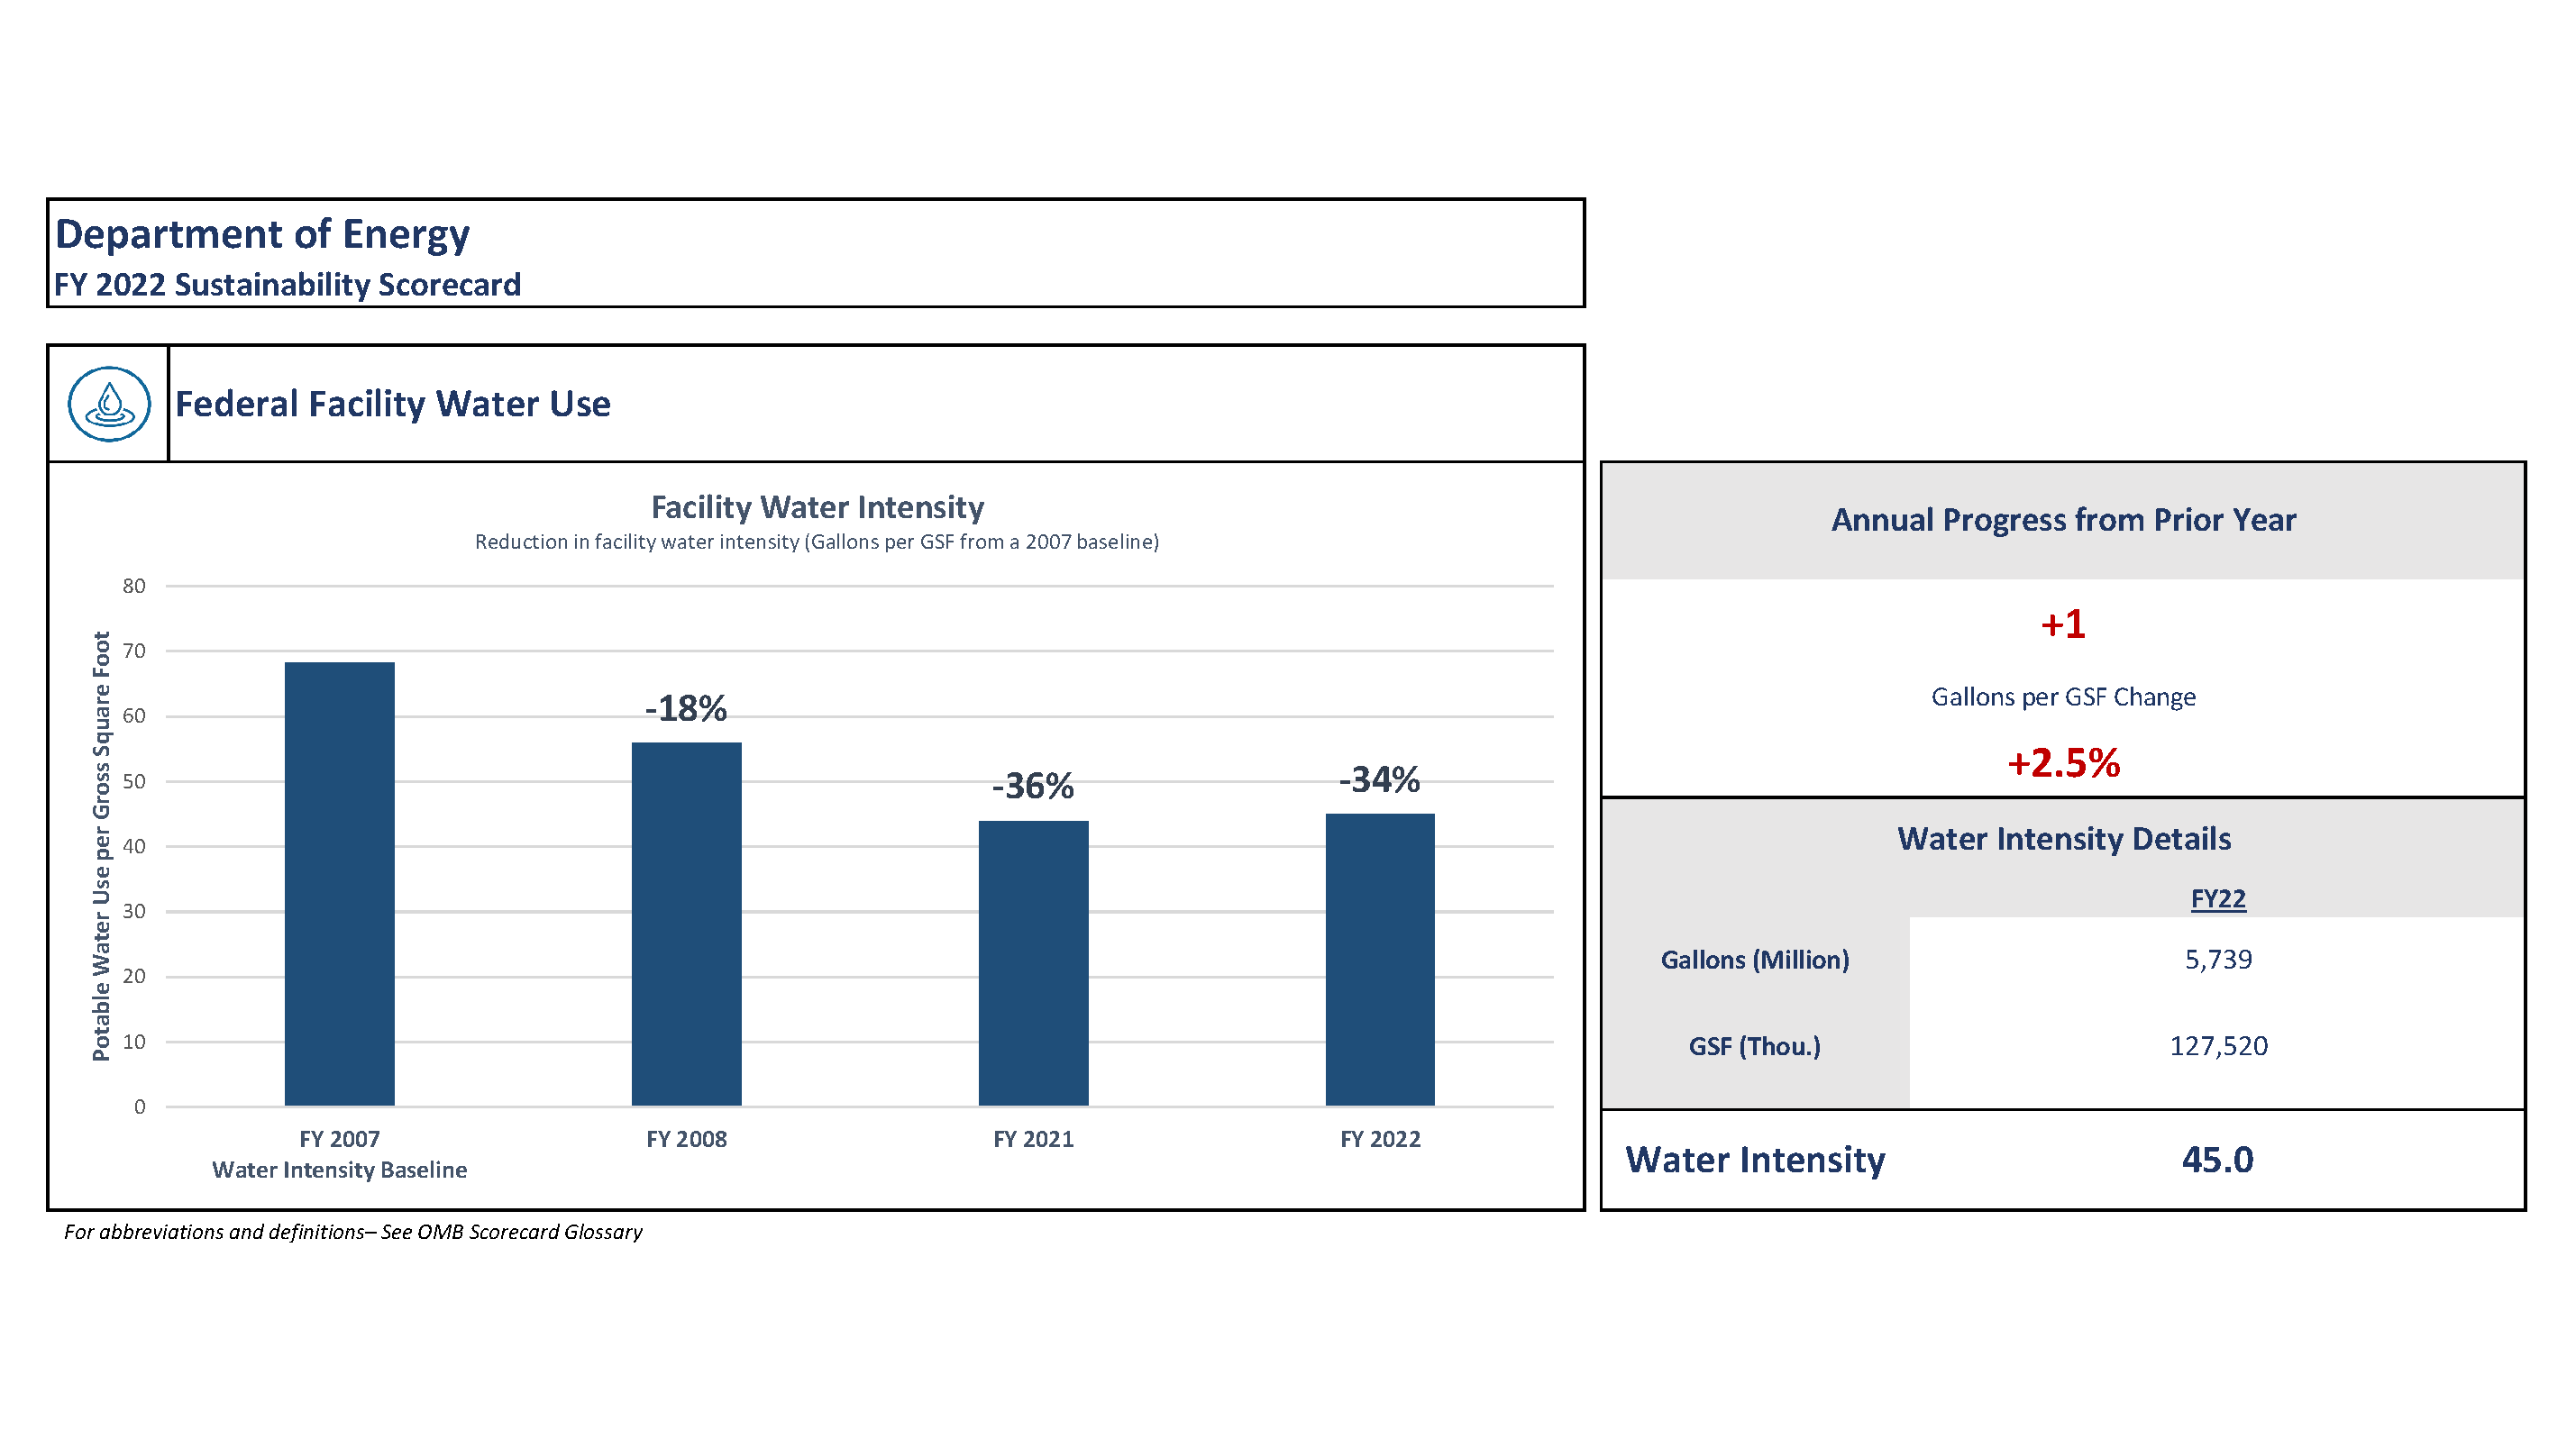 Department of Energy
FY 2022 Sustainability Scorecard
Federal Facility Water Use
Facility Water Intensity
Reduction in facility water intensity (Gallons per GSF from a 2007 baseline)
Potable Water Use per Gross Square Foot
80
70
60
50
40
30
20
10
0
-18%
-36%
-34%
FY 2007
Water Intensity Baseline
FY 2008
FY 2021
FY 2022
For abbreviations and definitions– See OMB Scorecard Glossary
Annual Progress from Prior Year
+1
Gallons per GSF Change
+2.5%
Water Intensity Details
FY22
Gallons (Million) 5,739
GSF (Thou.) 127,520
Water Intensity 45.0